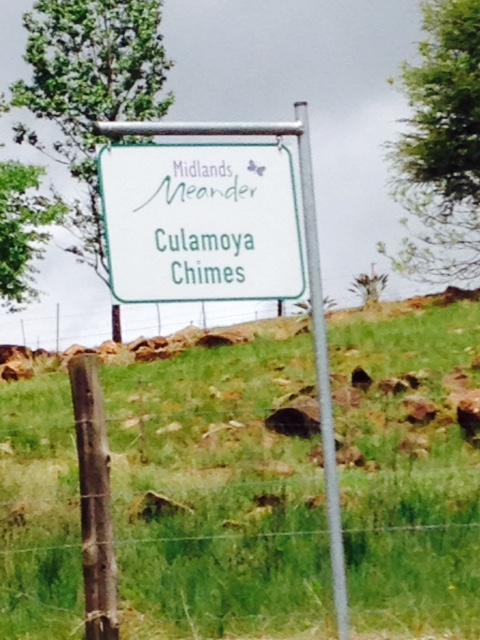 Midlands
Meander
Culamoya
Chimes